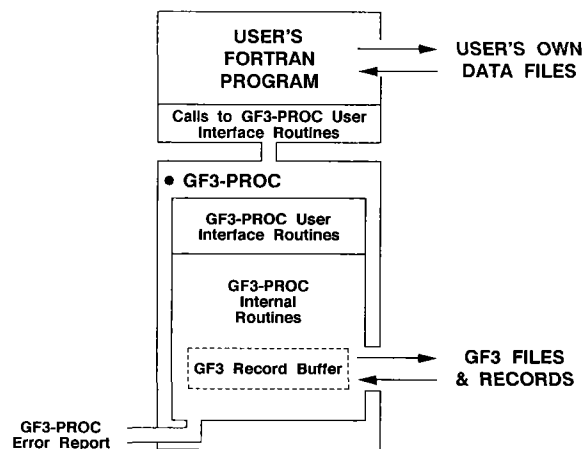 USER'S
FORTRAN
PROGRAM
USER'S OWN
DATA FILES
Calls to GF3-PROC User
Interface Routines
• GF3-PROC
GF3-PROC User
Interface Routines
GF3-PROC
Internal
Routines
GF3 Record Buffer
GF3 FILES
& RECORDS
GF3-PROC
Error Report